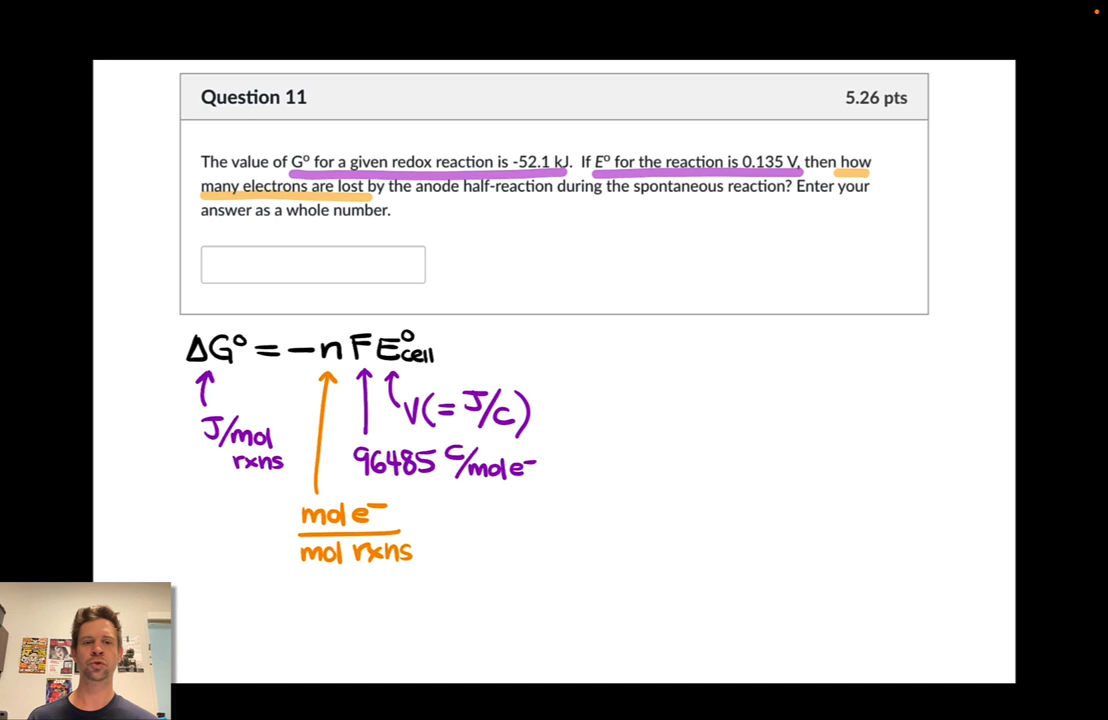 Question 11
5.26 pts
The value of Gº for a given redox reaction is -52.1 kJ.  If Eº for the reaction is 0.135 V, then how
many electrons are lost by the anode half-reaction during the spontaneous reaction? Enter your
answer as a whole number.
ΔG° = -nFE°cell
J/mol
rxns
V(= J/C)
96485 C/mol e⁻
mol e⁻
mol rxns